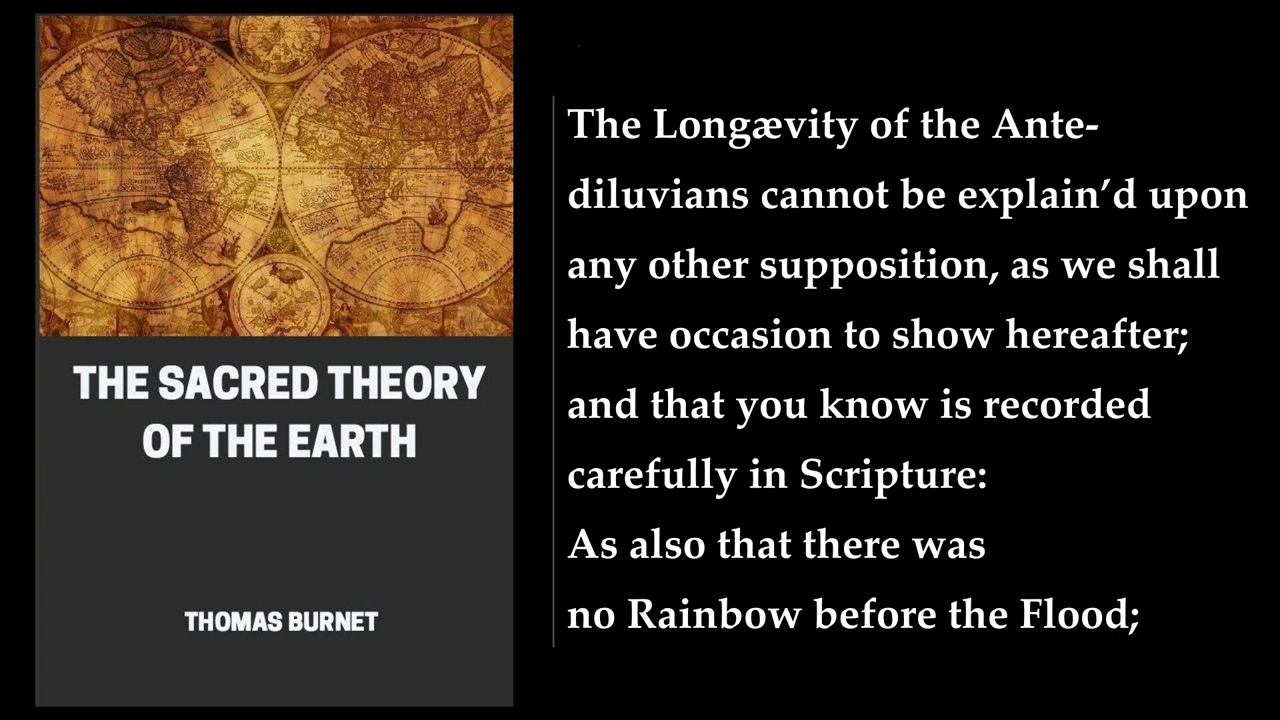 THE SACRED THEORY
OF THE EARTH
THOMAS BURNET
The Longævity of the Ante-
diluvians cannot be explain’d upon
any other supposition, as we shall
have occasion to show hereafter;
and that you know is recorded
carefully in Scripture:
As also that there was
no Rainbow before the Flood;